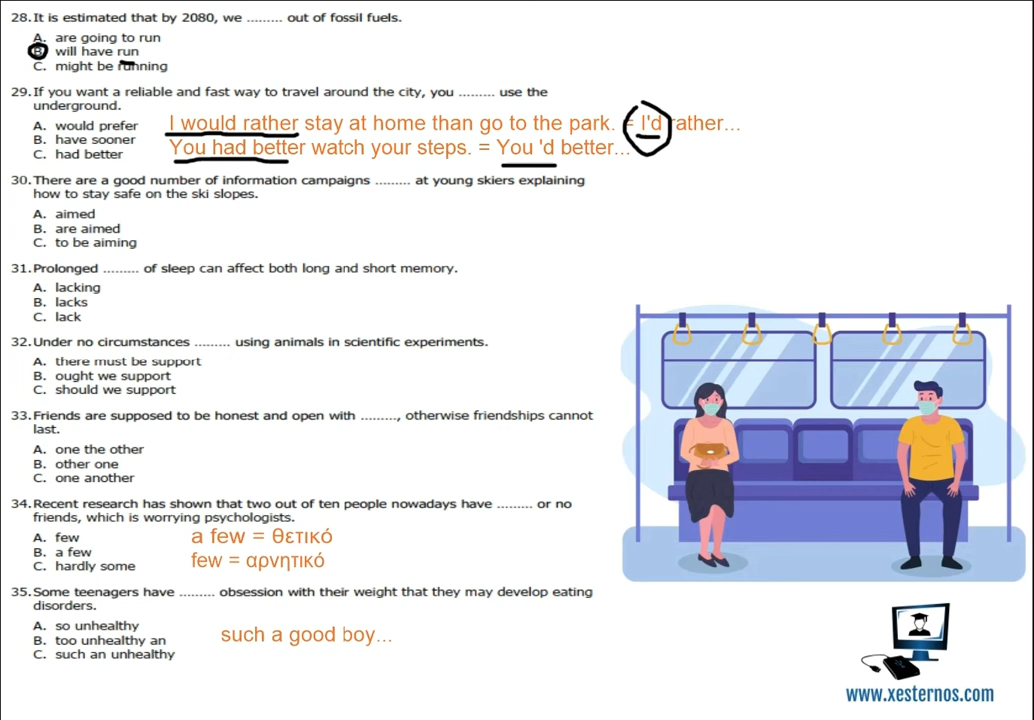 28. It is estimated that by 2080, we ......... out of fossil fuels.
A. are going to run
B. will have run
C. might be running
29. If you want a reliable and fast way to travel around the city, you ......... use the
underground.
A. would prefer
B. have sooner
C. had better
I would rather stay at home than go to the park. = I'd rather...
You had better watch your steps. = You 'd better...
30. There are a good number of information campaigns ......... at young skiers explaining
how to stay safe on the ski slopes.
A. aimed
B. are aimed
C. to be aiming
31. Prolonged ......... of sleep can affect both long and short memory.
A. lacking
B. lacks
C. lack
32. Under no circumstances ......... using animals in scientific experiments.
A. there must be support
B. ought we support
C. should we support
33. Friends are supposed to be honest and open with ........., otherwise friendships cannot
last.
A. one the other
B. other one
C. one another
34. Recent research has shown that two out of ten people nowadays have ......... or no
friends, which is worrying psychologists.
A. few
B. a few
C. hardly some
a few = θετικό
few = αρνητικό
35. Some teenagers have ......... obsession with their weight that they may develop eating
disorders.
A. so unhealthy
B. too unhealthy an
C. such an unhealthy
such a good boy...
www.xesternos.com